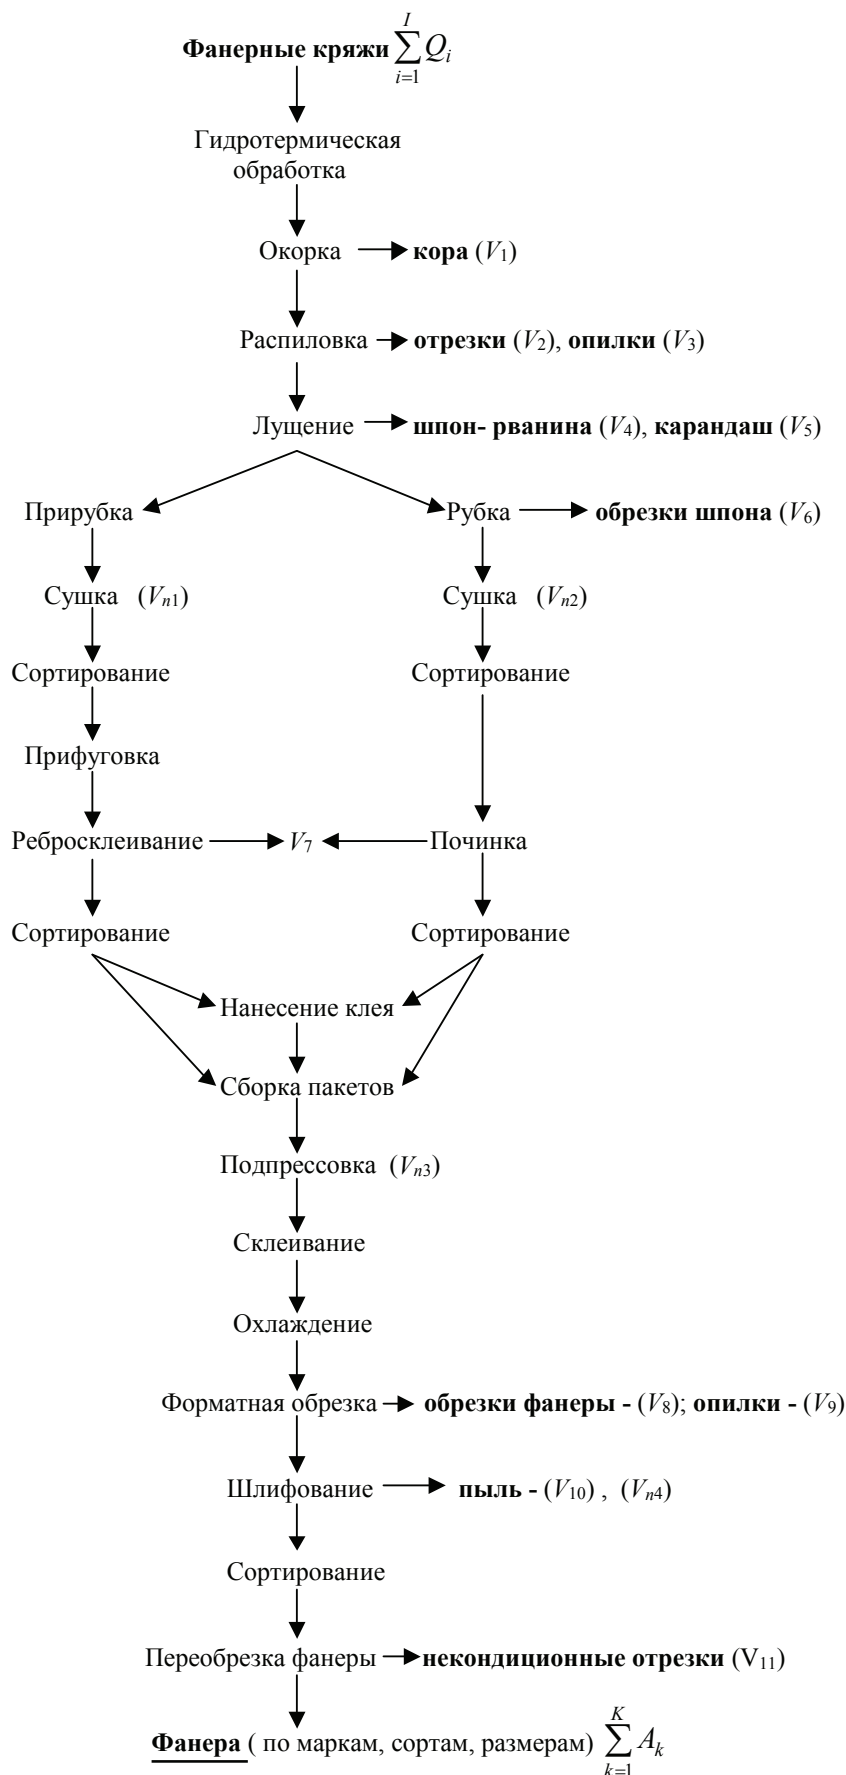 Фанерные кряжи $\sum_{i=1}^{I} Q_i$
Гидротермическая
обработка
Окорка кора (V₁)
Распиловка отрезки (V₂), опилки (V₃)
Лущение шпон- рванина (V₄), карандаш (V₅)
Прирубка Рубка обрезки шпона (V₆)
Сушка (Vₙ₁) Сушка (Vₙ₂)
Сортирование Сортирование
Прифуговка
Ребросклеивание V₇ Починка
Сортирование Сортирование
Нанесение клея
Сборка пакетов
Подпрессовка (Vₙ₃)
Склеивание
Охлаждение
Форматная обрезка обрезки фанеры - (V₈); опилки - (V₉)
Шлифование пыль - (V₁₀) , (Vₙ₄)
Сортирование
Переобрезка фанеры некондиционные отрезки (V₁₁)
Фанера ( по маркам, сортам, размерам) $\sum_{k=1}^{K} A_k$